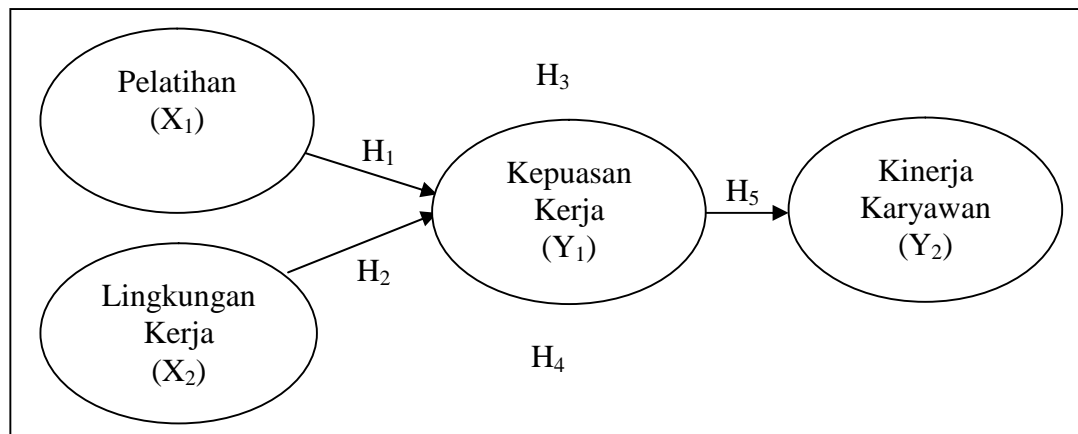 Pelatihan
(X₁)
H₁
Lingkungan
Kerja
(X₂)
H₂
H₃
Kepuasan
Kerja
(Y₁)
H₄
H₅
Kinerja
Karyawan
(Y₂)